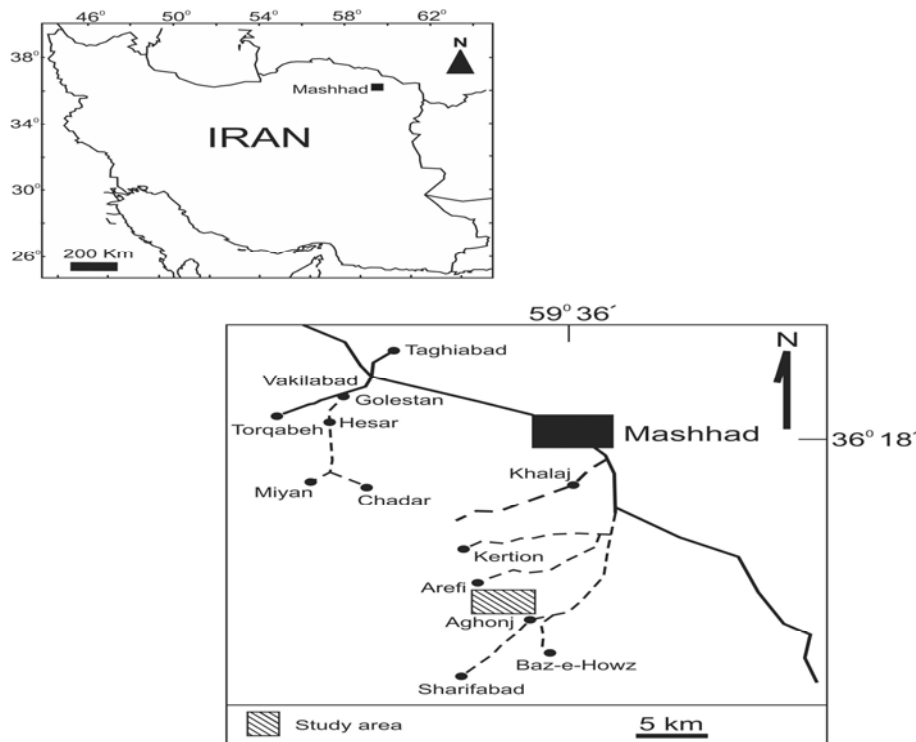 46° 50° 54° 58° 62°
38°
N
Mashhad
34°
IRAN
30°
26°
200 Km
59° 36´
Taghiabad
N
Vakilabad
Golestan
Torqabeh
Hesar
Mashhad
36° 18´
Khalaj
Miyan
Chadar
Kertion
Arefi
Aghonj
Baz-e-Howz
Sharifabad
Study area
5 km